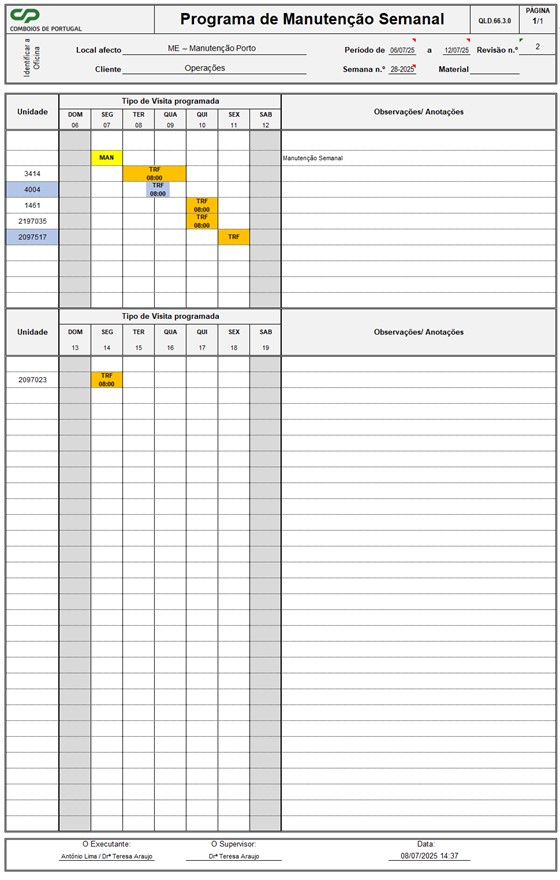 CP
COMBOIOS DE PORTUGAL
Programa de Manutenção Semanal
QLD.66.3.0
PÁGINA
1/1
Identificar a
Oficina
Local afecto ME – Manutenção Porto Periodo de 06/07/25 a 12/07/25 Revisão n.º 2
Cliente Operações Semana n.º 28-2025 Material
Unidade Tipo de Visita programada Observações/ Anotações
DOM SEG TER QUA QUI SEX SAB
06 07 08 09 10 11 12
MAN Manutenção Semanal
3414 TRF
08:00
4004 TRF
08:00
1461 TRF
08:00
2197035 TRF
08:00
2097517 TRF
Unidade Tipo de Visita programada Observações/ Anotações
DOM SEG TER QUA QUI SEX SAB
13 14 15 16 17 18 19
2097023 TRF
08:00
O Executante: O Supervisor: Data:
António Lima / Drª Teresa Araujo Drª Teresa Araujo 08/07/2025 14:37